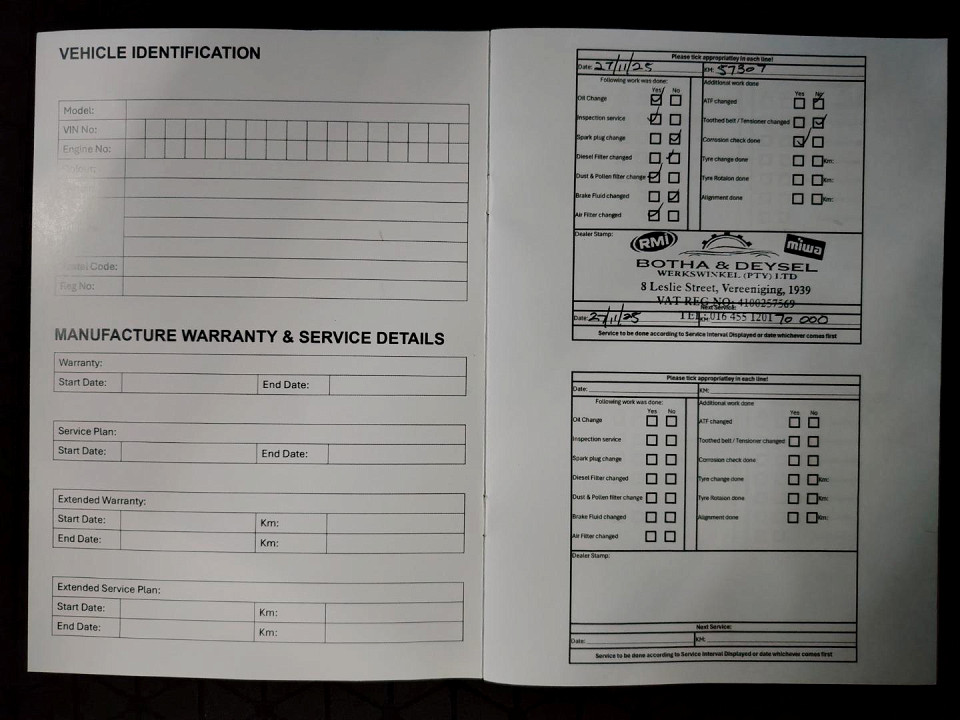 VEHICLE IDENTIFICATION
Model:
VIN No:
Engine No:
Postal Code:
Reg No:
MANUFACTURE WARRANTY & SERVICE DETAILS
Warranty:
Start Date: End Date:
Service Plan:
Start Date: End Date:
Extended Warranty:
Start Date: Km:
End Date: Km:
Extended Service Plan:
Start Date: Km:
End Date: Km:
Please tick appropriatley in each line!
Date: 27/11/25 KM: 57307
Following work was done: Additional work done
Yes No Yes No
Oil Change ATF changed
Inspection service Toothed belt / Tensioner changed
Spark plug change Corrosion check done
Diesel Filter changed Tyre change done Km:
Dust & Pollen filter change Tyre Rotaion done Km:
Brake Fluid changed Alignment done Km:
Air Filter changed
Dealer Stamp:
RMI miwa
BOTHA & DEYSEL
WERKSWINKEL (PTY) LTD
8 Leslie Street, Vereeniging, 1939
VAT REG NO: 4100257569
Next Service:
TEL: 016 455 1201
Date: 27/11/25 KM: 70 000
Service to be done according to Service Interval Displayed or date whichever comes first
Please tick appropriatley in each line!
Date: KM:
Following work was done: Additional work done
Yes No Yes No
Oil Change ATF changed
Inspection service Toothed belt / Tensioner changed
Spark plug change Corrosion check done
Diesel Filter changed Tyre change done Km:
Dust & Pollen filter change Tyre Rotaion done Km:
Brake Fluid changed Alignment done Km:
Air Filter changed
Dealer Stamp:
Next Service:
Date: KM:
Service to be done according to Service Interval Displayed or date whichever comes first